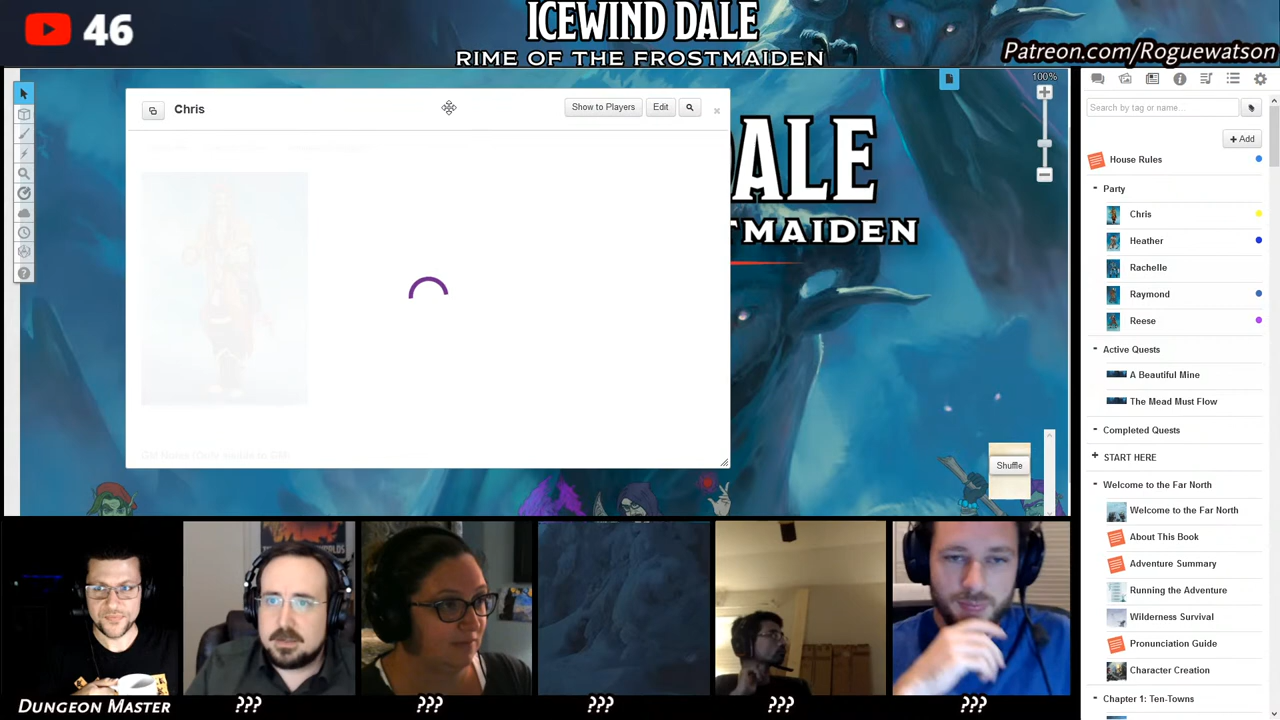 46
ICEWIND DALE
RIME OF THE FROSTMAIDEN
Patreon.com/Roguewatson
Chris
Show to Players
Edit
100%
DALE
TMAIDEN
Shuffle
Search by tag or name...
+ Add
House Rules
Party
Chris
Heather
Rachelle
Raymond
Reese
Active Quests
A Beautiful Mine
The Mead Must Flow
Completed Quests
START HERE
Welcome to the Far North
Welcome to the Far North
About This Book
Adventure Summary
Running the Adventure
Wilderness Survival
Pronunciation Guide
Character Creation
Chapter 1: Ten-Towns
DUNGEON MASTER
???
???
???
???
???